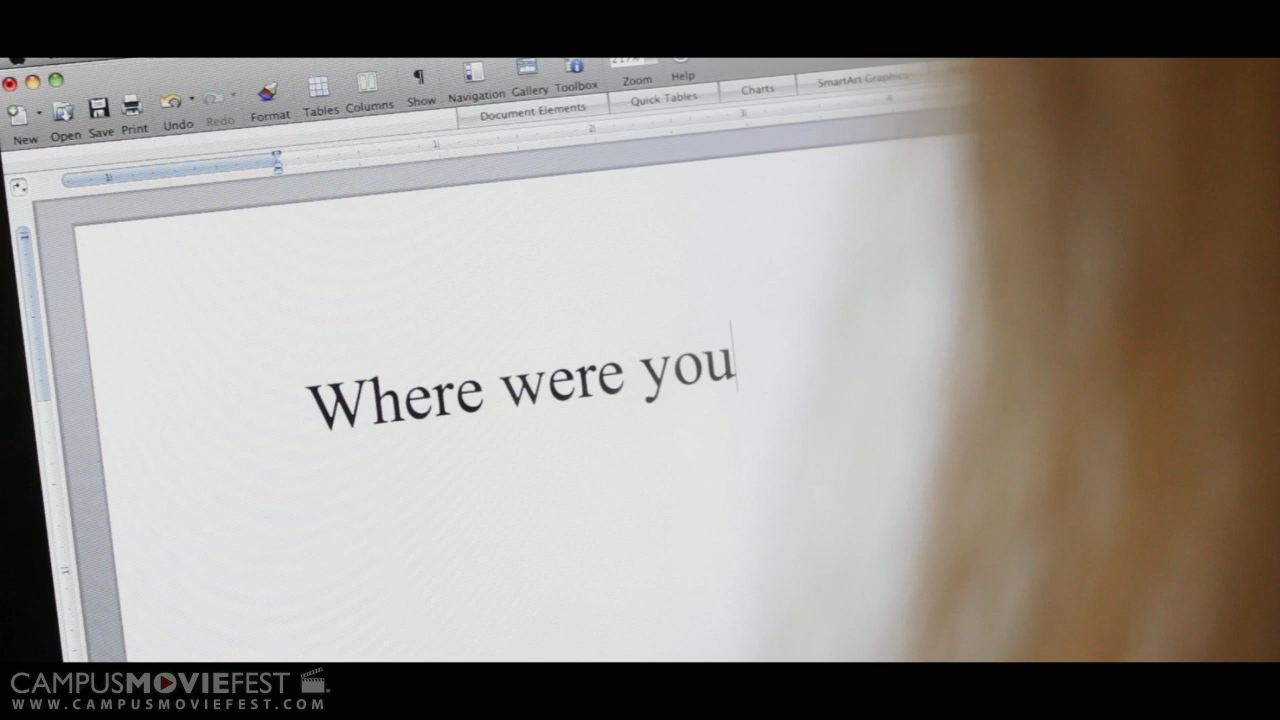 New Open Save Print Undo Redo Format Tables Columns Show Navigation Gallery Toolbox Zoom Help
Document Elements Quick Tables Charts SmartArt Graphics
Where were you
CAMPUSMOVIEFEST
WWW.CAMPUSMOVIEFEST.COM